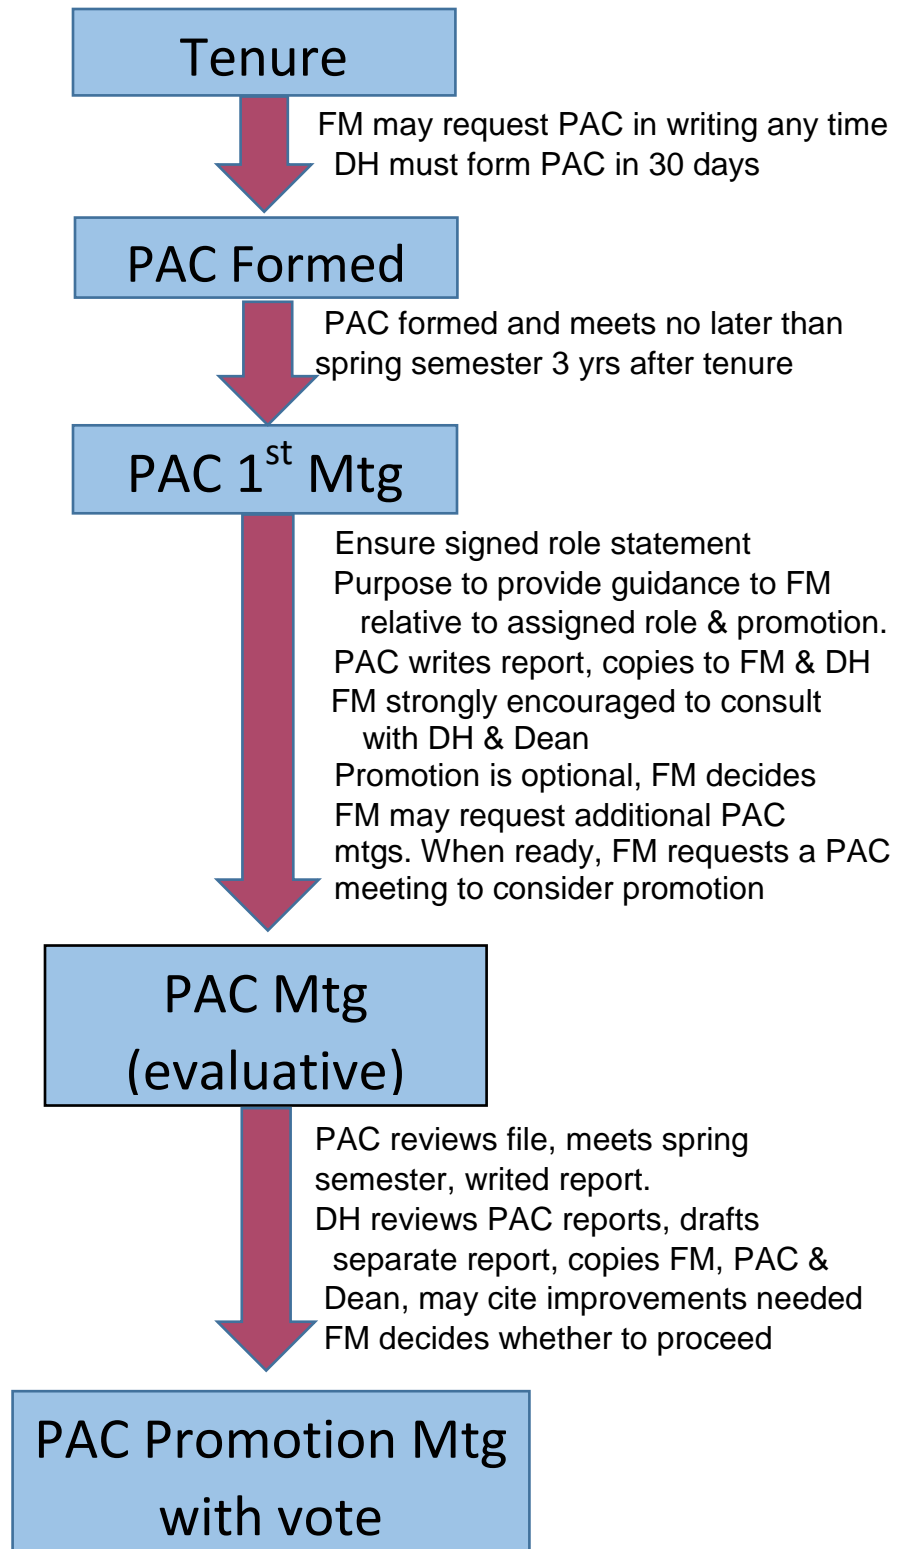 Tenure
FM may request PAC in writing any time
DH must form PAC in 30 days
PAC Formed
PAC formed and meets no later than
spring semester 3 yrs after tenure
PAC 1st Mtg
Ensure signed role statement
Purpose to provide guidance to FM
relative to assigned role & promotion.
PAC writes report, copies to FM & DH
FM strongly encouraged to consult
with DH & Dean
Promotion is optional, FM decides
FM may request additional PAC
mtgs. When ready, FM requests a PAC
meeting to consider promotion
PAC Mtg
(evaluative)
PAC reviews file, meets spring
semester, writed report.
DH reviews PAC reports, drafts
separate report, copies FM, PAC &
Dean, may cite improvements needed
FM decides whether to proceed
PAC Promotion Mtg
with vote